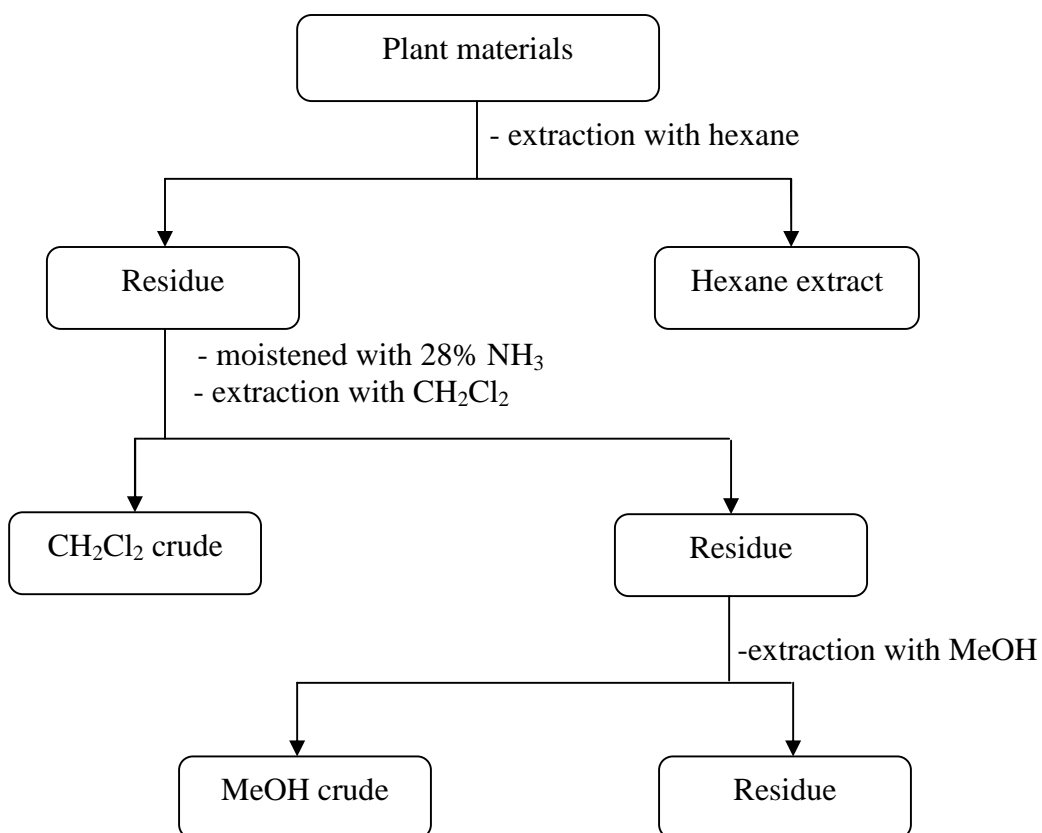 Plant materials
- extraction with hexane
Residue
Hexane extract
- moistened with 28% NH₃
- extraction with CH₂Cl₂
CH₂Cl₂ crude
Residue
-extraction with MeOH
MeOH crude
Residue